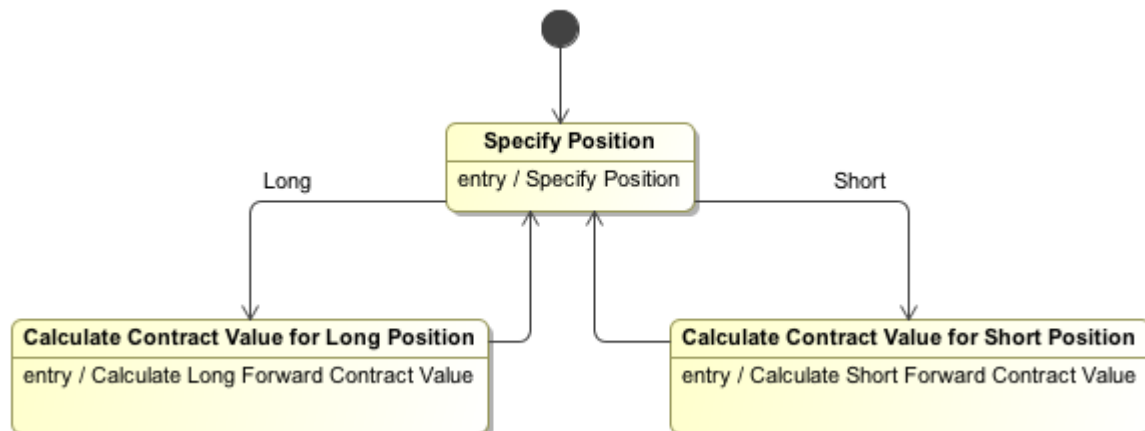 Specify Position
entry / Specify Position
Long
Short
Calculate Contract Value for Long Position
entry / Calculate Long Forward Contract Value
Calculate Contract Value for Short Position
entry / Calculate Short Forward Contract Value